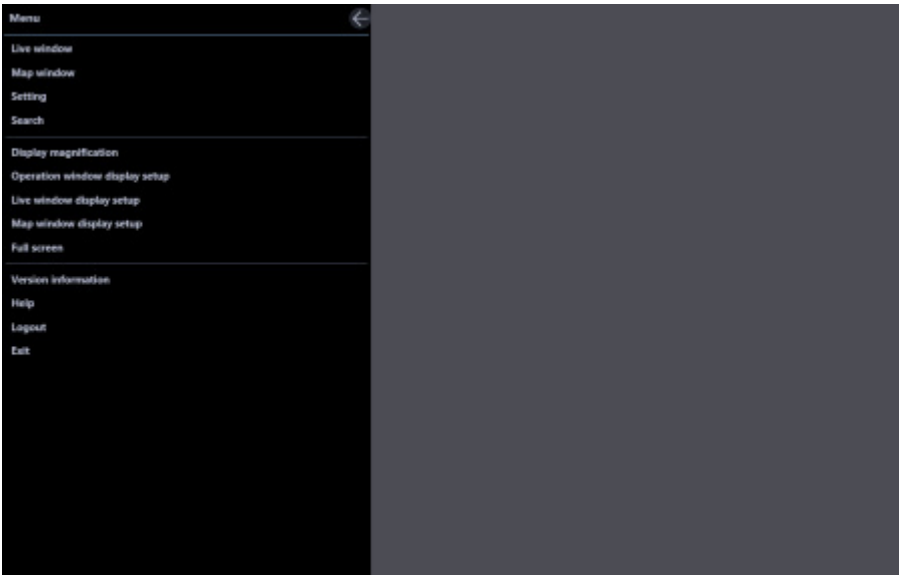 Menu
Live window
Map window
Setting
Search
Display magnification
Operation window display setup
Live window display setup
Map window display setup
Full screen
Version information
Help
Logout
Exit